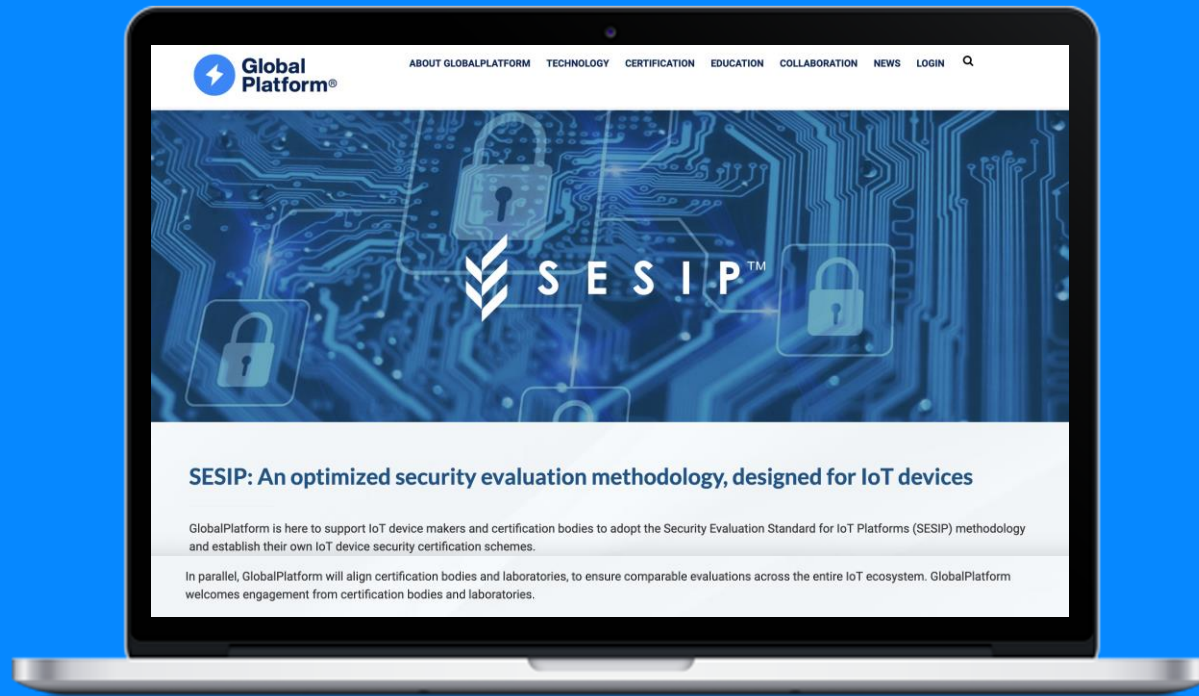 Global
Platform®
ABOUT GLOBALPLATFORM TECHNOLOGY CERTIFICATION EDUCATION COLLABORATION NEWS LOGIN
SESIP™
SESIP: An optimized security evaluation methodology, designed for IoT devices
GlobalPlatform is here to support IoT device makers and certification bodies to adopt the Security Evaluation Standard for IoT Platforms (SESIP) methodology
and establish their own IoT device security certification schemes.
In parallel, GlobalPlatform will align certification bodies and laboratories, to ensure comparable evaluations across the entire IoT ecosystem. GlobalPlatform
welcomes engagement from certification bodies and laboratories.